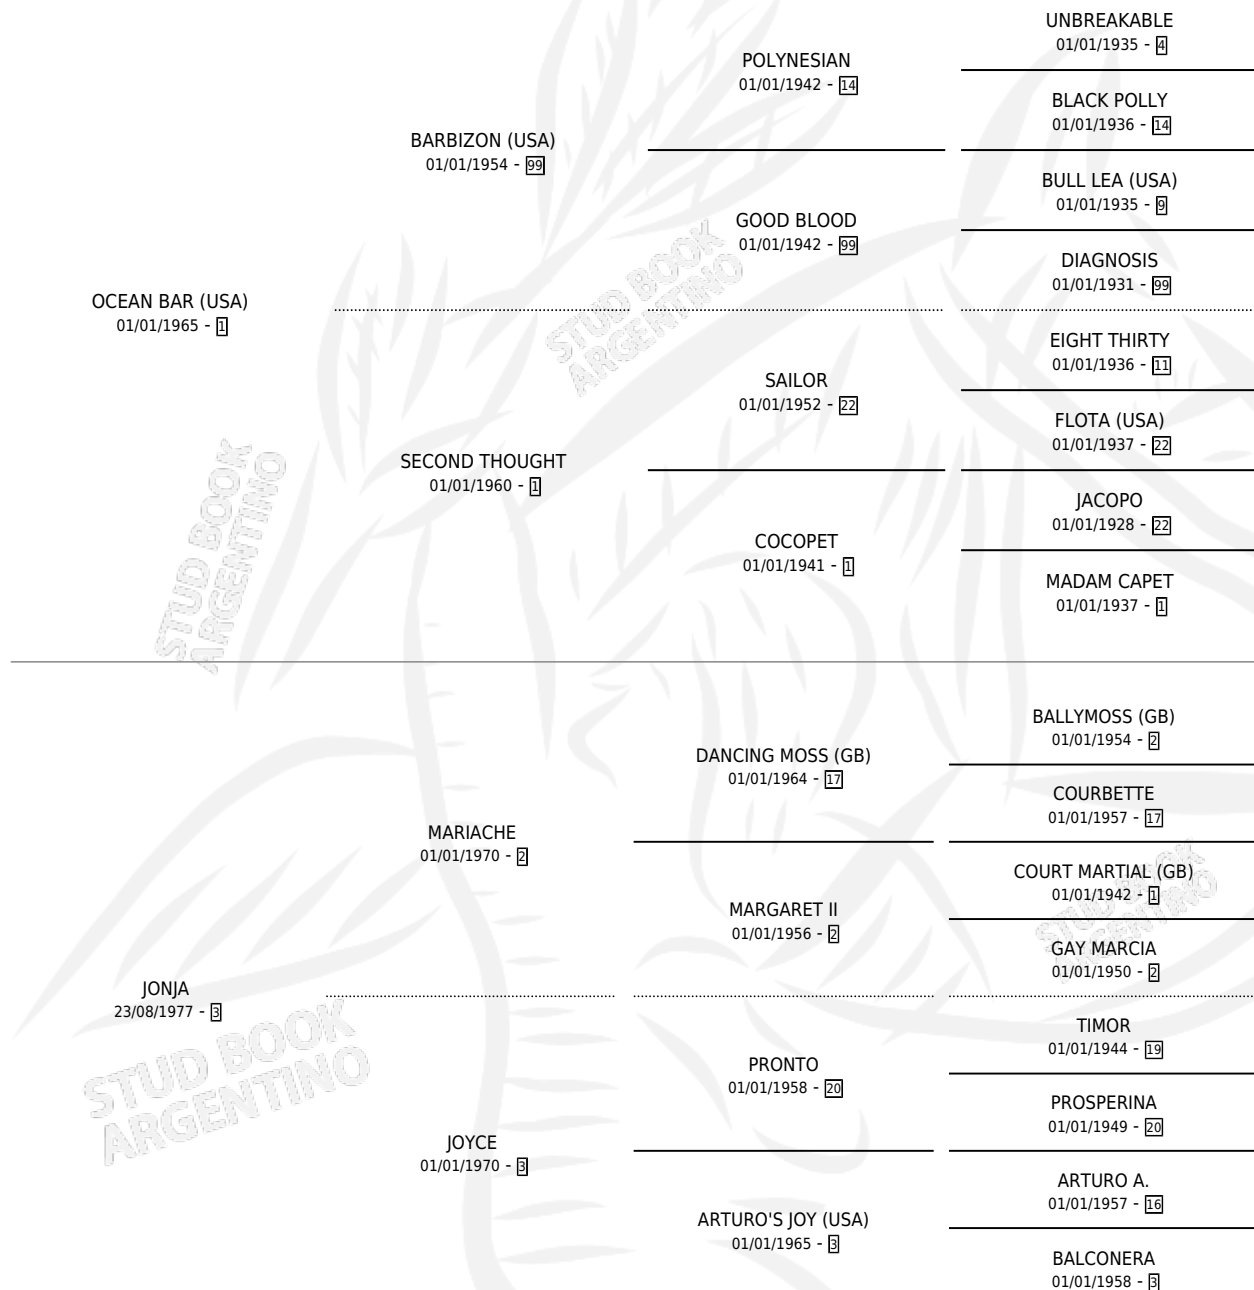 UNBREAKABLE
01/01/1935 - 4
POLYNESIAN
01/01/1942 - 14
BLACK POLLY
01/01/1936 - 14
BARBIZON (USA)
01/01/1954 - 99
BULL LEA (USA)
01/01/1935 - 9
GOOD BLOOD
01/01/1942 - 99
DIAGNOSIS
01/01/1931 - 99
OCEAN BAR (USA)
01/01/1965 - 1
EIGHT THIRTY
01/01/1936 - 11
SAILOR
01/01/1952 - 22
FLOTA (USA)
01/01/1937 - 22
SECOND THOUGHT
01/01/1960 - 1
JACOPO
01/01/1928 - 22
COCOPET
01/01/1941 - 1
MADAM CAPET
01/01/1937 - 1
BALLYMOSS (GB)
01/01/1954 - 2
DANCING MOSS (GB)
01/01/1964 - 17
COURBETTE
01/01/1957 - 17
MARIACHE
01/01/1970 - 2
COURT MARTIAL (GB)
01/01/1942 - 1
MARGARET II
01/01/1956 - 2
GAY MARCIA
01/01/1950 - 2
JONJA
23/08/1977 - 3
TIMOR
01/01/1944 - 19
PRONTO
01/01/1958 - 20
PROSPERINA
01/01/1949 - 20
JOYCE
01/01/1970 - 3
ARTURO A.
01/01/1957 - 16
ARTURO'S JOY (USA)
01/01/1965 - 3
BALCONERA
01/01/1958 - 3
STUD BOOK
ARGENTINO
STUD BOOK
ARGENTINO
STUD BOOK
ARGENTINO
STUD BOOK
ARGENTINO